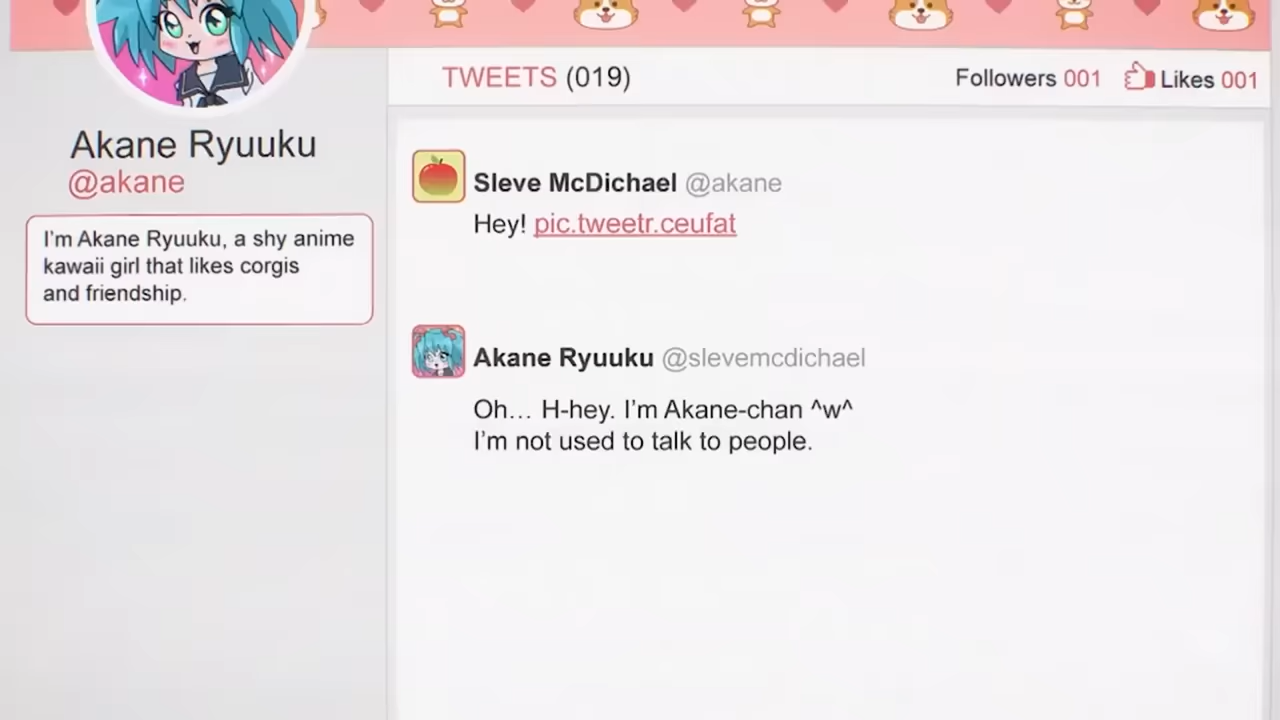 TWEETS (019)
Followers 001
Likes 001
Akane Ryuuku
@akane
I'm Akane Ryuuku, a shy anime
kawaii girl that likes corgis
and friendship.
Sleve McDichael @akane
Hey! pic.tweetr.ceufat
Akane Ryuuku @slevemcdichael
Oh… H-hey. I'm Akane-chan ^w^
I'm not used to talk to people.